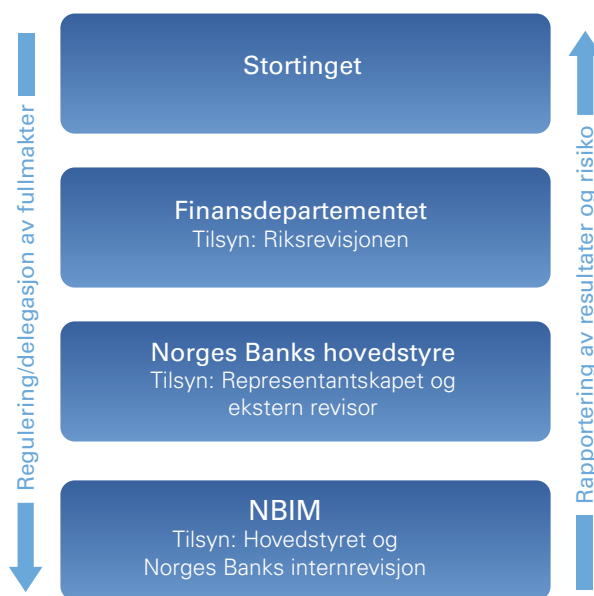 Regulering/delegasjon av fullmakter
Stortinget
Finansdepartementet
Tilsyn: Riksrevisjonen
Norges Banks hovedstyre
Tilsyn: Representantskapet og
ekstern revisor
NBIM
Tilsyn: Hovedstyret og
Norges Banks internrevisjon
Rapportering av resultater og risiko